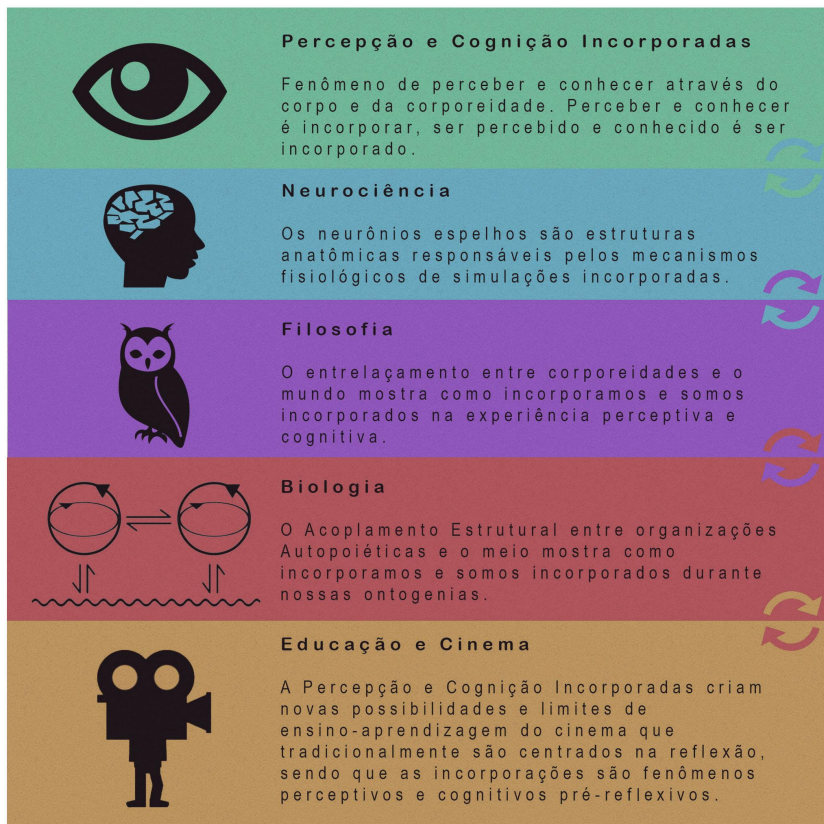 Percepção e Cognição Incorporadas
Fenômeno de perceber e conhecer através do
corpo e da corporeidade. Perceber e conhecer
é incorporar, ser percebido e conhecido é ser
incorporado.
Neurociência
Os neurônios espelhos são estruturas
anatômicas responsáveis pelos mecanismos
fisiológicos de simulações incorporadas.
Filosofia
O entrelaçamento entre corporeidades e o
mundo mostra como incorporamos e somos
incorporados na experiência perceptiva e
cognitiva.
Biologia
O Acoplamento Estrutural entre organizações
Autopoiéticas e o meio mostra como
incorporamos e somos incorporados durante
nossas ontogenias.
Educação e Cinema
A Percepção e Cognição Incorporadas criam
novas possibilidades e limites de
ensino-aprendizagem do cinema que
tradicionalmente são centrados na reflexão,
sendo que as incorporações são fenômenos
perceptivos e cognitivos pré-reflexivos.